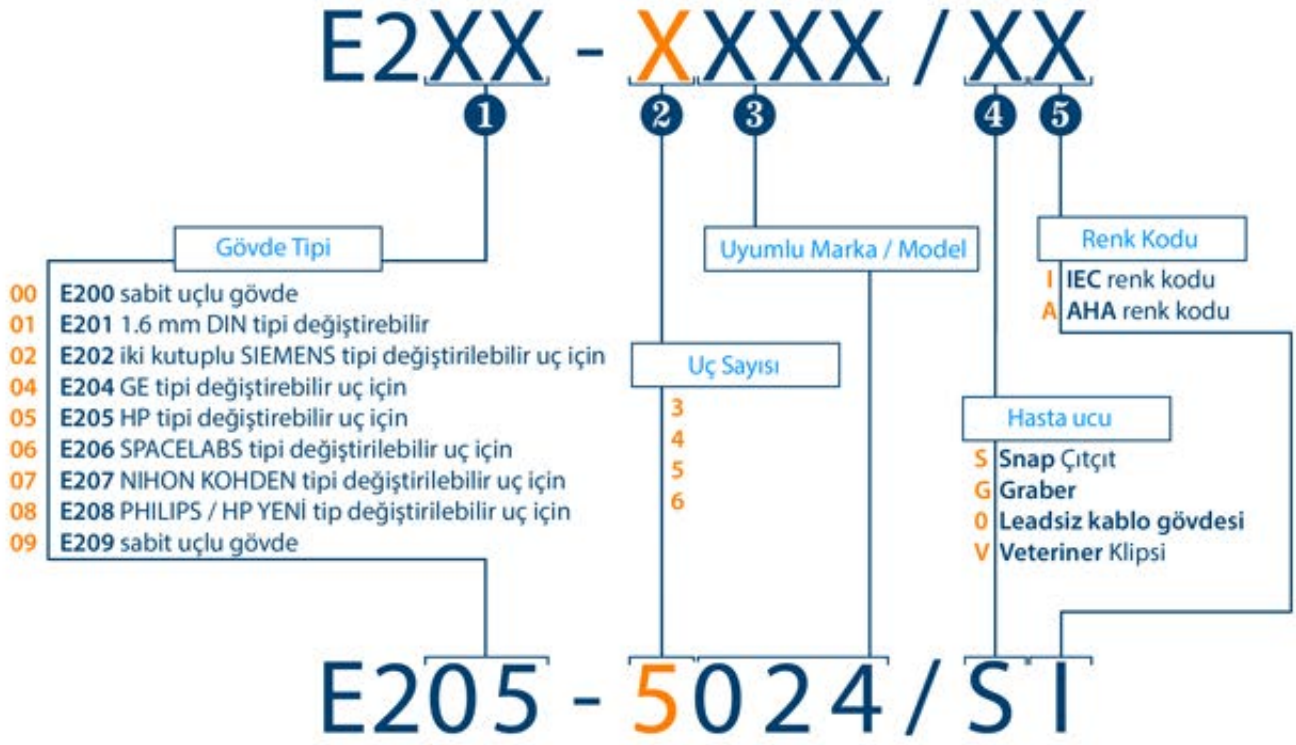 E2XX - XXXX / XX
1 2 3 4 5
Gövde Tipi
00 E200 sabit uçlu gövde
01 E201 1.6 mm DIN tipi değiştirebilir
02 E202 iki kutuplu SIEMENS tipi değiştirilebilir uç için
04 E204 GE tipi değiştirebilir uç için
05 E205 HP tipi değiştirebilir uç için
06 E206 SPACELABS tipi değiştirilebilir uç için
07 E207 NIHON KOHDEN tipi değiştirilebilir uç için
08 E208 PHILIPS / HP YENİ tip değiştirilebilir uç için
09 E209 sabit uçlu gövde
Uç Sayısı
3
4
5
6
Uyumlu Marka / Model
Hasta ucu
S Snap Çıtçıt
G Graber
0 Leadsiz kablo gövdesi
V Veteriner Klipsi
Renk Kodu
I IEC renk kodu
A AHA renk kodu
E205 - 5024 / SI